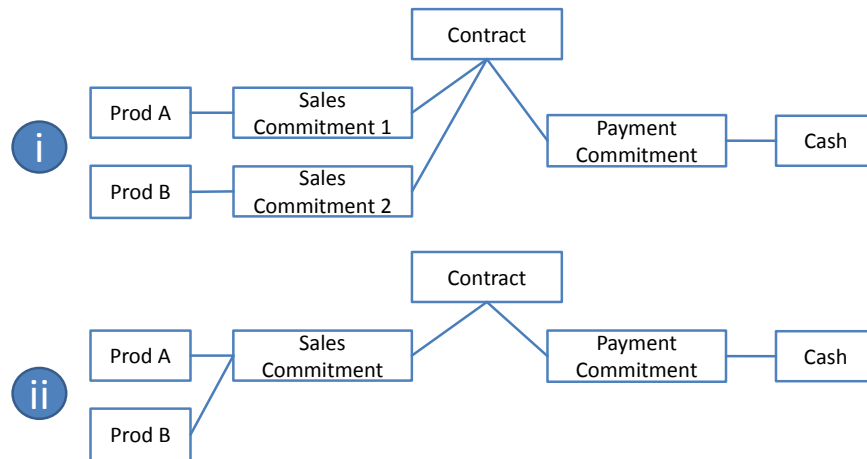 Contract
Prod A
Sales
Commitment 1
Payment
Commitment
Cash
i
Prod B
Sales
Commitment 2
Contract
Prod A
Sales
Commitment
Payment
Commitment
Cash
ii
Prod B